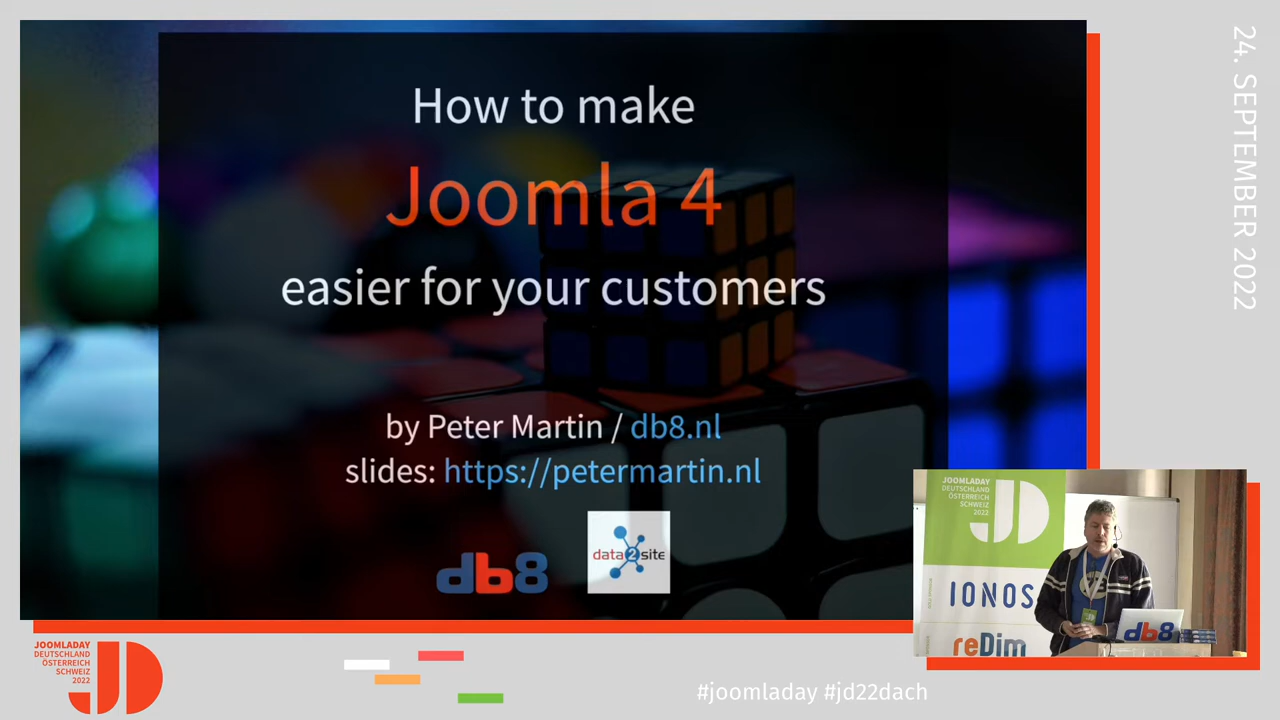 How to make
Joomla 4
easier for your customers
by Peter Martin / db8.nl
slides: https://petermartin.nl
db8
data2site
24. SEPTEMBER 2022
JOOMLADAY
DEUTSCHLAND
ÖSTERREICH
SCHWEIZ
2022
JD
IONOS
reDim
db8
JOOMLADAY
DEUTSCHLAND
ÖSTERREICH
SCHWEIZ
2022
JD
#joomladay #jd22dach